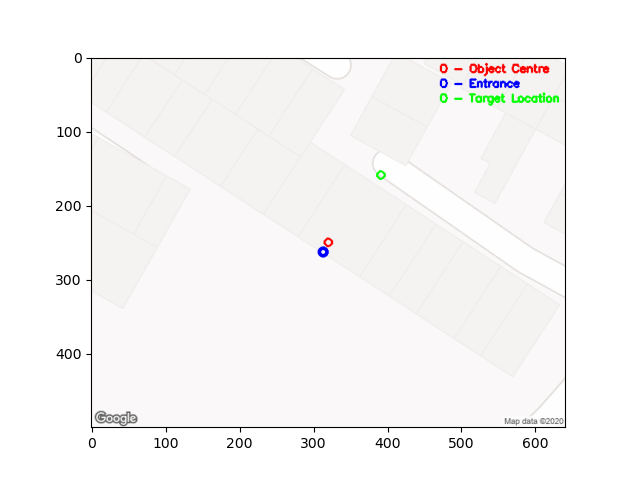 O - Object Centre
O - Entrance
O - Target Location
0
100
200
300
400
0 100 200 300 400 500 600
Google
Map data ©2020